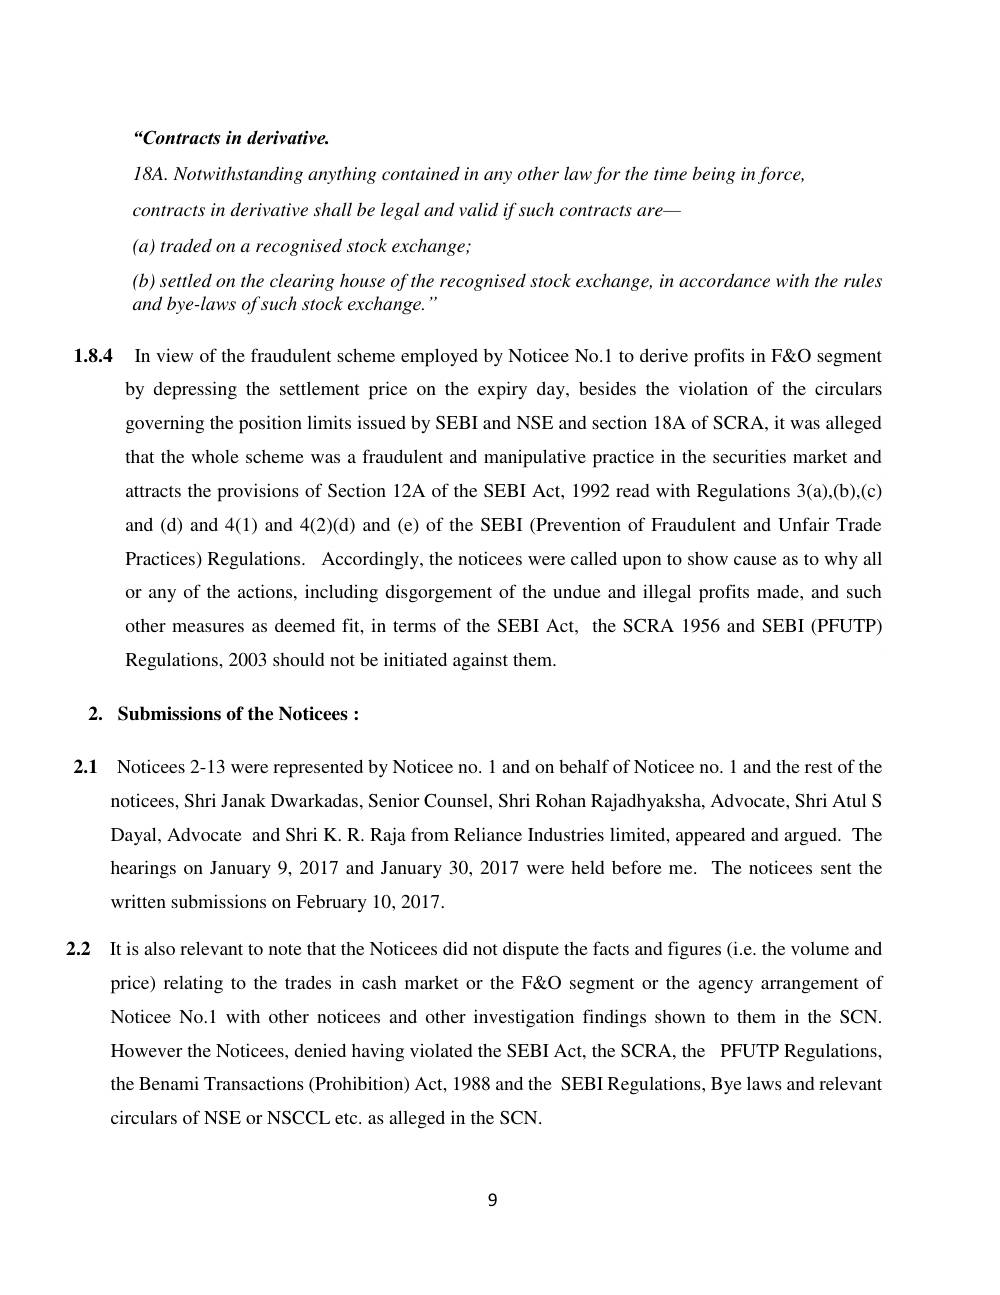 “Contracts in derivative.
18A. Notwithstanding anything contained in any other law for the time being in force,
contracts in derivative shall be legal and valid if such contracts are—
(a) traded on a recognised stock exchange;
(b) settled on the clearing house of the recognised stock exchange, in accordance with the rules
and bye-laws of such stock exchange.”
1.8.4 In view of the fraudulent scheme employed by Noticee No.1 to derive profits in F&O segment
by depressing the settlement price on the expiry day, besides the violation of the circulars
governing the position limits issued by SEBI and NSE and section 18A of SCRA, it was alleged
that the whole scheme was a fraudulent and manipulative practice in the securities market and
attracts the provisions of Section 12A of the SEBI Act, 1992 read with Regulations 3(a),(b),(c)
and (d) and 4(1) and 4(2)(d) and (e) of the SEBI (Prevention of Fraudulent and Unfair Trade
Practices) Regulations. Accordingly, the noticees were called upon to show cause as to why all
or any of the actions, including disgorgement of the undue and illegal profits made, and such
other measures as deemed fit, in terms of the SEBI Act, the SCRA 1956 and SEBI (PFUTP)
Regulations, 2003 should not be initiated against them.
2. Submissions of the Noticees :
2.1 Noticees 2-13 were represented by Noticee no. 1 and on behalf of Noticee no. 1 and the rest of the
noticees, Shri Janak Dwarkadas, Senior Counsel, Shri Rohan Rajadhyaksha, Advocate, Shri Atul S
Dayal, Advocate and Shri K. R. Raja from Reliance Industries limited, appeared and argued. The
hearings on January 9, 2017 and January 30, 2017 were held before me. The noticees sent the
written submissions on February 10, 2017.
2.2 It is also relevant to note that the Noticees did not dispute the facts and figures (i.e. the volume and
price) relating to the trades in cash market or the F&O segment or the agency arrangement of
Noticee No.1 with other noticees and other investigation findings shown to them in the SCN.
However the Noticees, denied having violated the SEBI Act, the SCRA, the PFUTP Regulations,
the Benami Transactions (Prohibition) Act, 1988 and the SEBI Regulations, Bye laws and relevant
circulars of NSE or NSCCL etc. as alleged in the SCN.
9